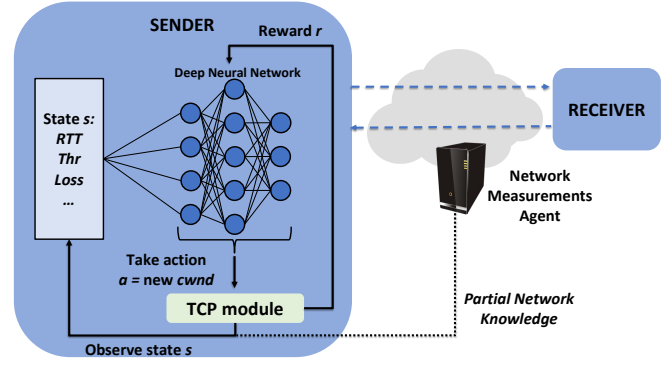 SENDER
Reward r
Deep Neural Network
State s:
RTT
Thr
Loss
...
RECEIVER
Network
Measurements
Agent
Take action
a = new cwnd
TCP module
Partial Network
Knowledge
Observe state s